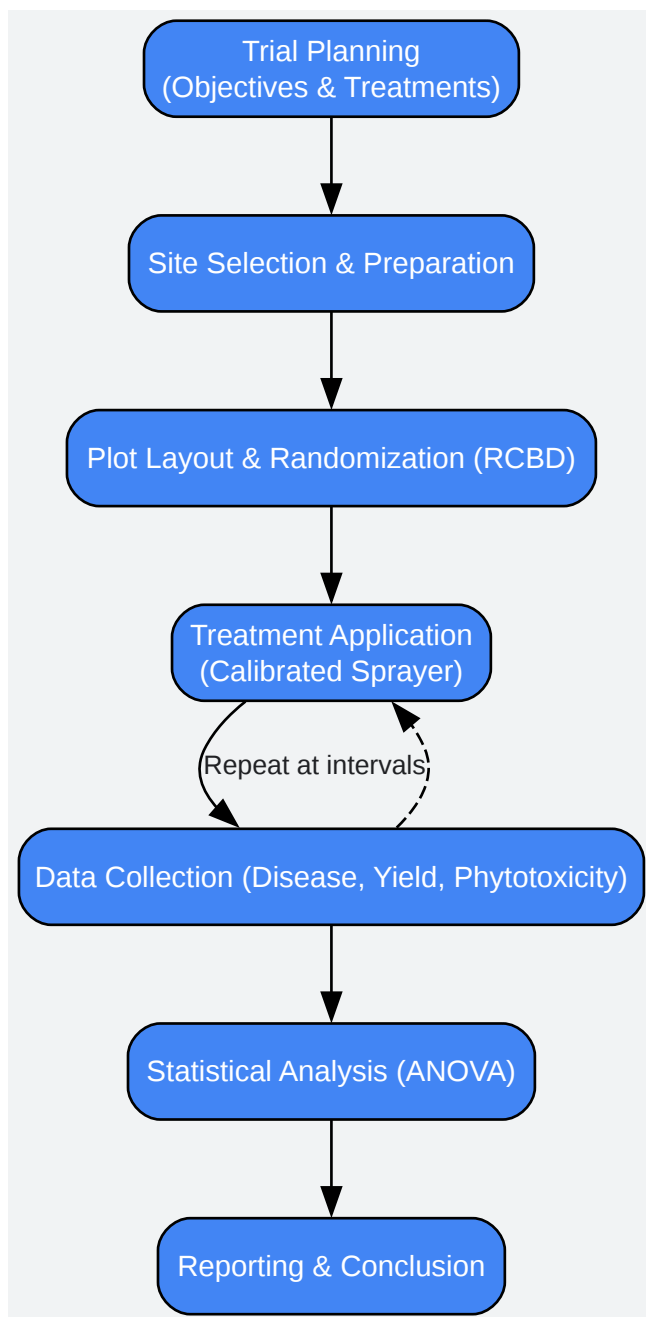 Trial Planning
(Objectives & Treatments)
Site Selection & Preparation
Plot Layout & Randomization (RCBD)
Treatment Application
(Calibrated Sprayer)
Repeat at intervals
Data Collection (Disease, Yield, Phytotoxicity)
Statistical Analysis (ANOVA)
Reporting & Conclusion